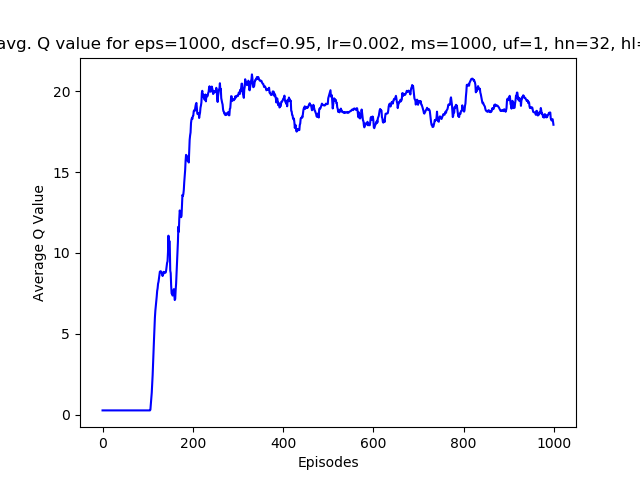 avg. Q value for eps=1000, dscf=0.95, lr=0.002, ms=1000, uf=1, hn=32, hl=
20
15
10
5
0
Average Q Value
0 200 400 600 800 1000
Episodes